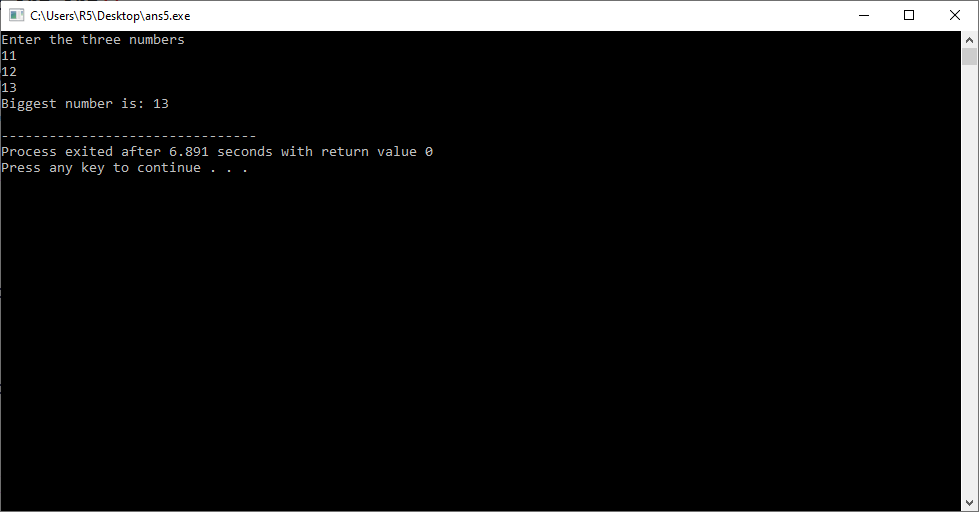 C:\Users\R5\Desktop\ans5.exe
Enter the three numbers
11
12
13
Biggest number is: 13
--------------------------------
Process exited after 6.891 seconds with return value 0
Press any key to continue . . .